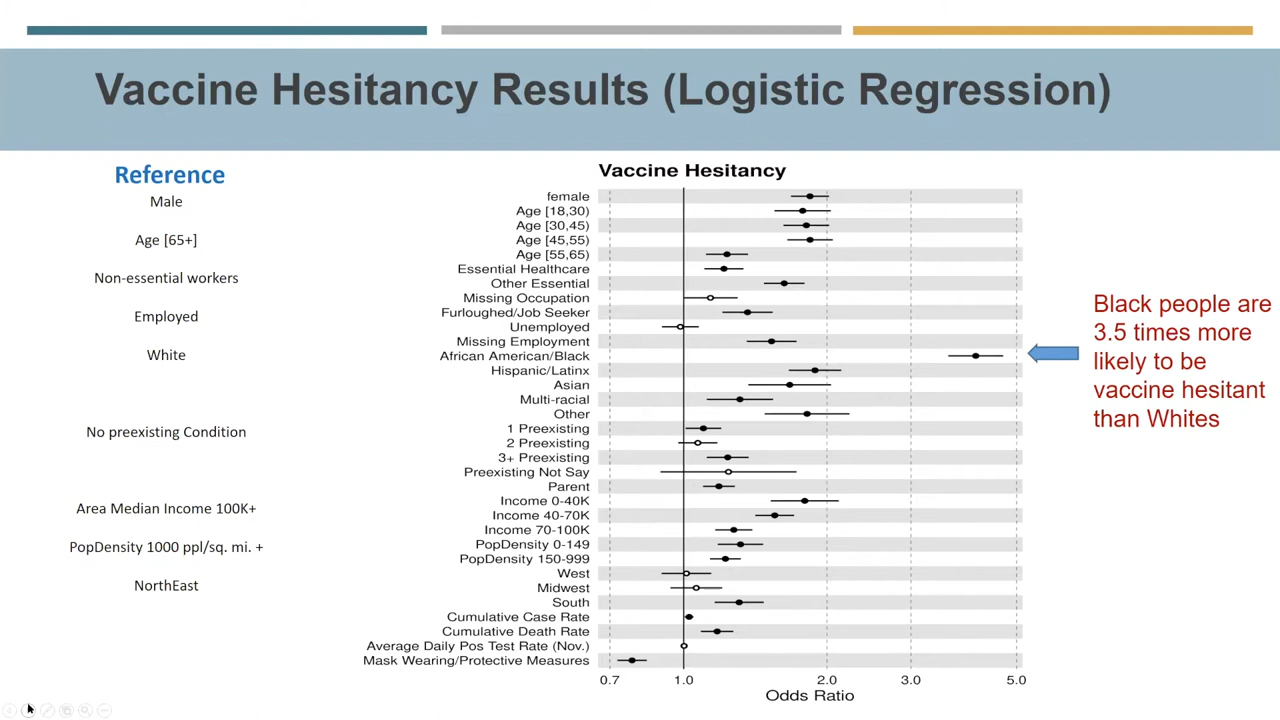 Vaccine Hesitancy Results (Logistic Regression)
Reference
Male
Age [65+]
Non-essential workers
Employed
White
No preexisting Condition
Area Median Income 100K+
PopDensity 1000 ppl/sq. mi. +
NorthEast
Vaccine Hesitancy
female
Age [18,30)
Age [30,45)
Age [45,55)
Age [55,65)
Essential Healthcare
Other Essential
Missing Occupation
Furloughed/Job Seeker
Unemployed
Missing Employment
African American/Black
Hispanic/Latinx
Asian
Multi-racial
Other
1 Preexisting
2 Preexisting
3+ Preexisting
Preexisting Not Say
Parent
Income 0-40K
Income 40-70K
Income 70-100K
PopDensity 0-149
PopDensity 150-999
West
Midwest
South
Cumulative Case Rate
Cumulative Death Rate
Average Daily Pos Test Rate (Nov.)
Mask Wearing/Protective Measures
0.7 1.0 2.0 3.0 5.0
Odds Ratio
Black people are
3.5 times more
likely to be
vaccine hesitant
than Whites